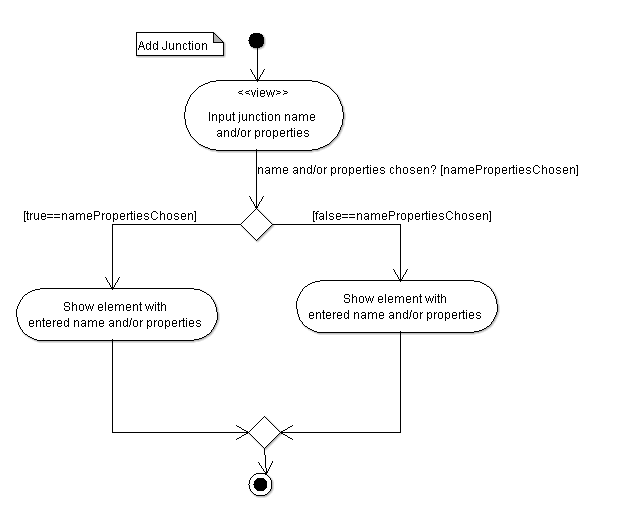 Add Junction
<<view>>
Input junction name
and/or properties
name and/or properties chosen? [namePropertiesChosen]
[true==namePropertiesChosen]
[false==namePropertiesChosen]
Show element with
entered name and/or properties
Show element with
entered name and/or properties